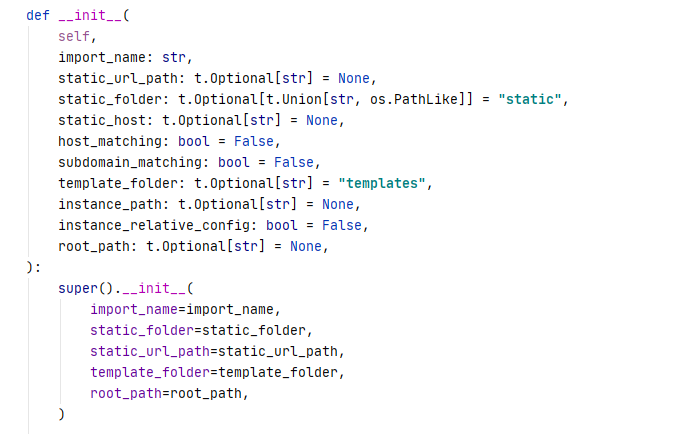 def __init__(
    self,
    import_name: str,
    static_url_path: t.Optional[str] = None,
    static_folder: t.Optional[t.Union[str, os.PathLike]] = "static",
    static_host: t.Optional[str] = None,
    host_matching: bool = False,
    subdomain_matching: bool = False,
    template_folder: t.Optional[str] = "templates",
    instance_path: t.Optional[str] = None,
    instance_relative_config: bool = False,
    root_path: t.Optional[str] = None,
):
    super().__init__(
        import_name=import_name,
        static_folder=static_folder,
        static_url_path=static_url_path,
        template_folder=template_folder,
        root_path=root_path,
    )